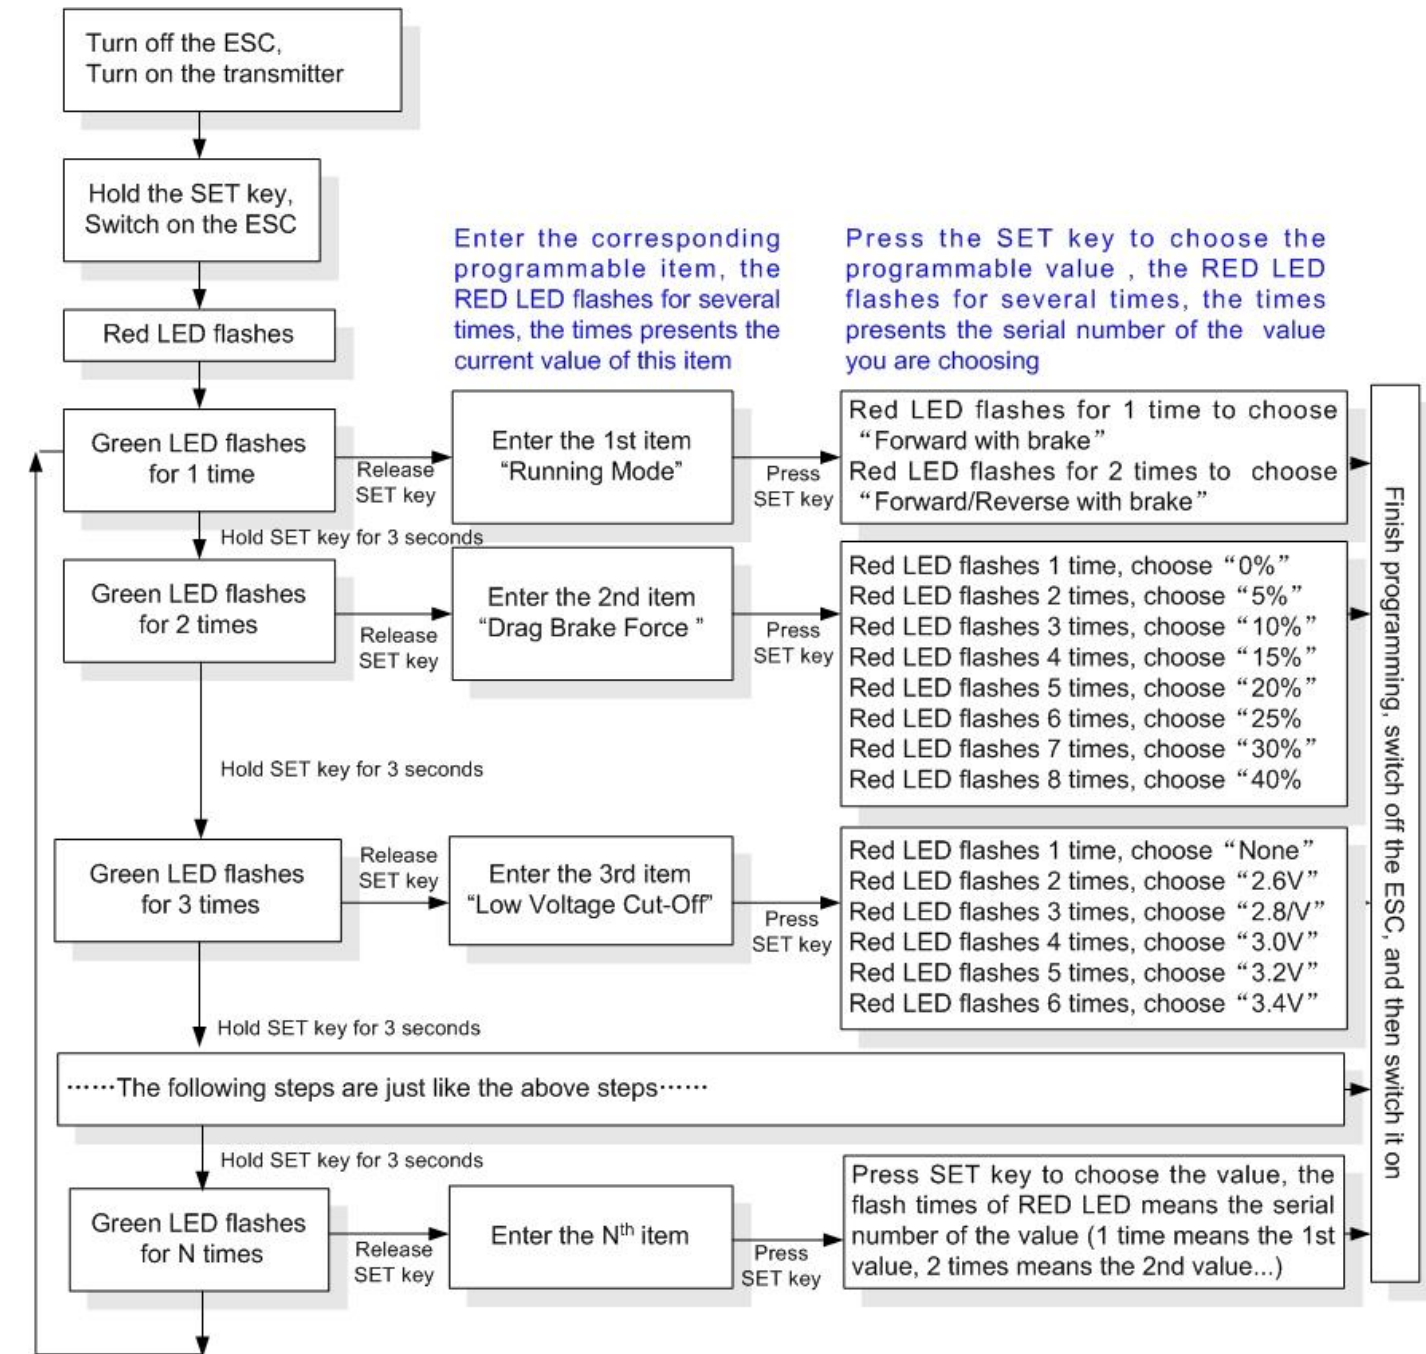 Turn off the ESC,
Turn on the transmitter
Hold the SET key,
Switch on the ESC
Red LED flashes
Enter the corresponding
programmable item, the
RED LED flashes for several
times, the times presents the
current value of this item
Press the SET key to choose the
programmable value , the RED LED
flashes for several times, the times
presents the serial number of the value
you are choosing
Green LED flashes
for 1 time
Release
SET key
Enter the 1st item
“Running Mode”
Press
SET key
Red LED flashes for 1 time to choose
“Forward with brake”
Red LED flashes for 2 times to choose
“Forward/Reverse with brake”
Hold SET key for 3 seconds
Green LED flashes
for 2 times
Release
SET key
Enter the 2nd item
“Drag Brake Force ”
Press
SET key
Red LED flashes 1 time, choose “0%”
Red LED flashes 2 times, choose “5%”
Red LED flashes 3 times, choose “10%”
Red LED flashes 4 times, choose “15%”
Red LED flashes 5 times, choose “20%”
Red LED flashes 6 times, choose “25%
Red LED flashes 7 times, choose “30%”
Red LED flashes 8 times, choose “40%
Hold SET key for 3 seconds
Green LED flashes
for 3 times
Release
SET key
Enter the 3rd item
“Low Voltage Cut-Off”
Press
SET key
Red LED flashes 1 time, choose “None”
Red LED flashes 2 times, choose “2.6V”
Red LED flashes 3 times, choose “2.8/V”
Red LED flashes 4 times, choose “3.0V”
Red LED flashes 5 times, choose “3.2V”
Red LED flashes 6 times, choose “3.4V”
Hold SET key for 3 seconds
······The following steps are just like the above steps······
Hold SET key for 3 seconds
Green LED flashes
for N times
Release
SET key
Enter the Nth item
Press
SET key
Press SET key to choose the value, the
flash times of RED LED means the serial
number of the value (1 time means the 1st
value, 2 times means the 2nd value...)
Finish programming, switch off the ESC, and then switch it on